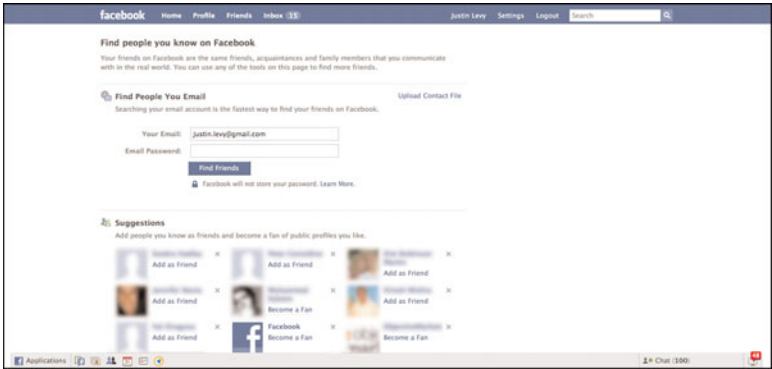 facebook Home Profile Friends Inbox 15 Justin Levy Settings Logout Search
Find people you know on Facebook
Your friends on Facebook are the same friends, acquaintances and family members that you communicate
with in the real world. You can use any of the tools on this page to find more friends.
Find People You Email Upload Contact File
Searching your email account is the fastest way to find your friends on Facebook.
Your Email: justin.levy@gmail.com
Email Password:
Find Friends
Facebook will not store your password. Learn More.
Suggestions
Add people you know as friends and become a fan of public profiles you like.
Add as Friend Add as Friend Add as Friend
Add as Friend Become a Fan Add as Friend
Facebook
Add as Friend Become a Fan Become a Fan
Applications Chat (100)